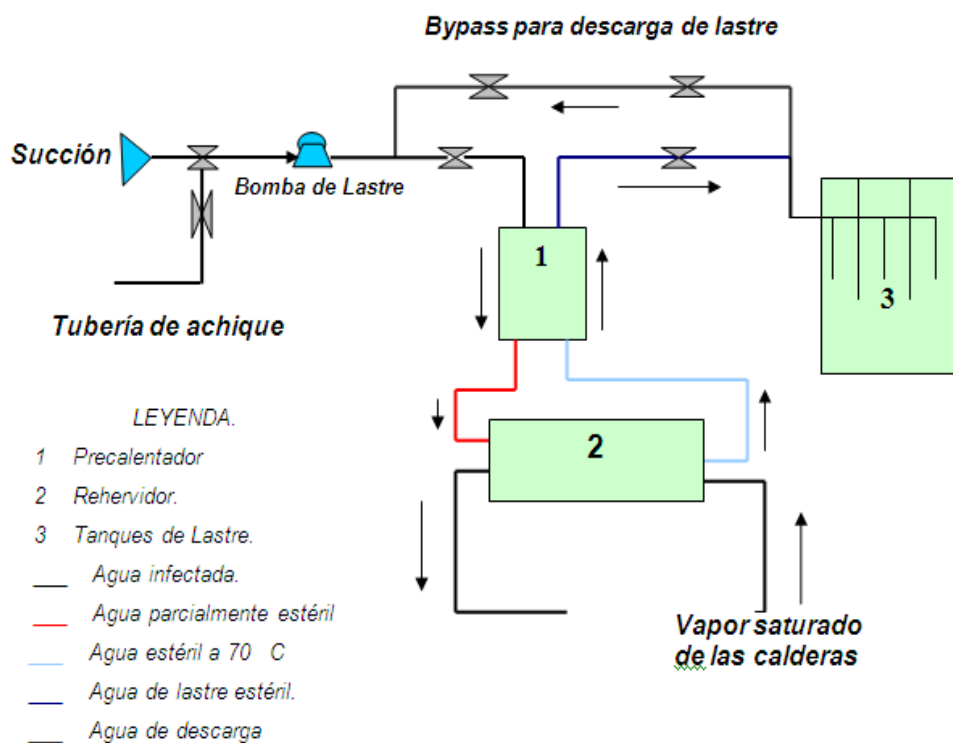 Bypass para descarga de lastre
Succión
Bomba de Lastre
1
3
Tubería de achique
2
LEYENDA.
1 Precalentador
2 Rehervidor.
3 Tanques de Lastre.
Agua infectada.
Agua parcialmente estéril
Agua estéril a 70 C
Agua de lastre estéril.
Agua de descarga
Vapor saturado
de las calderas